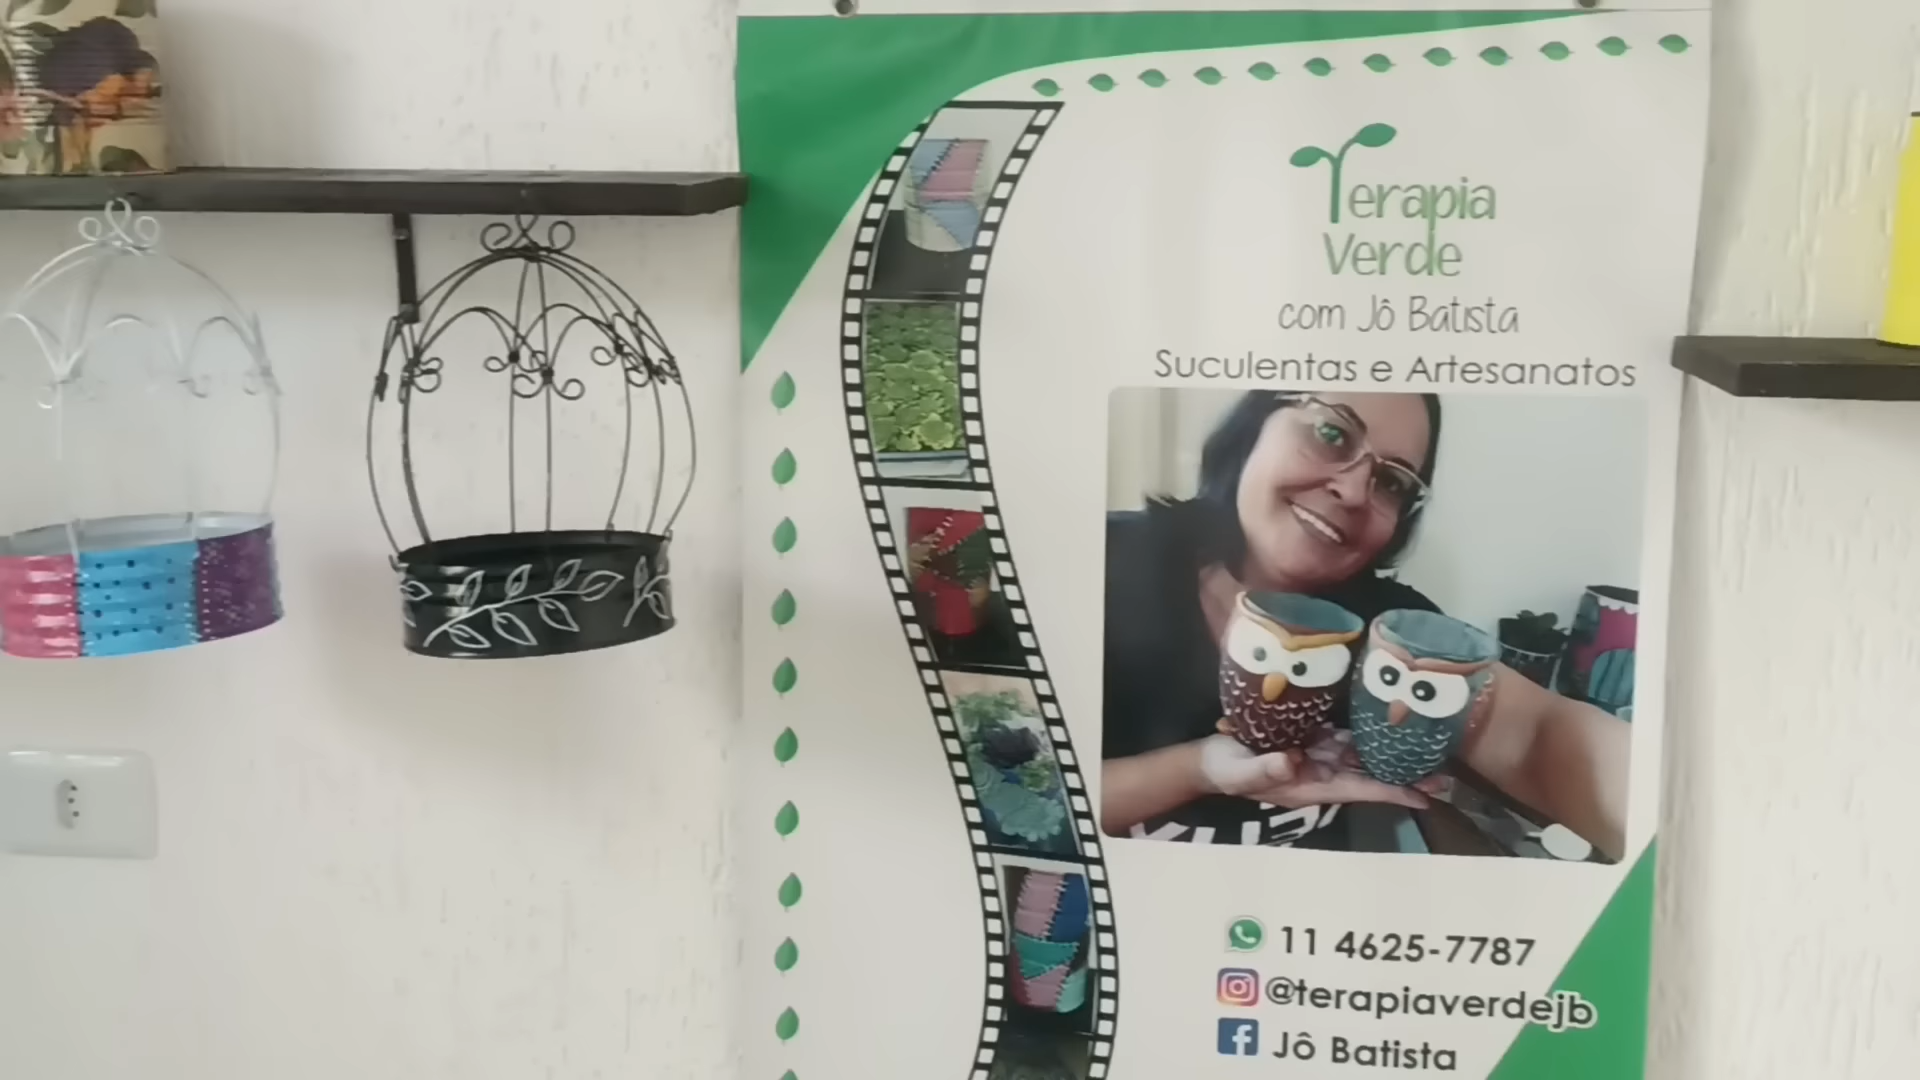 Terapia
Verde
com Jô Batista
Suculentas e Artesanatos
11 4625-7787
@terapiaverdejb
Jô Batista